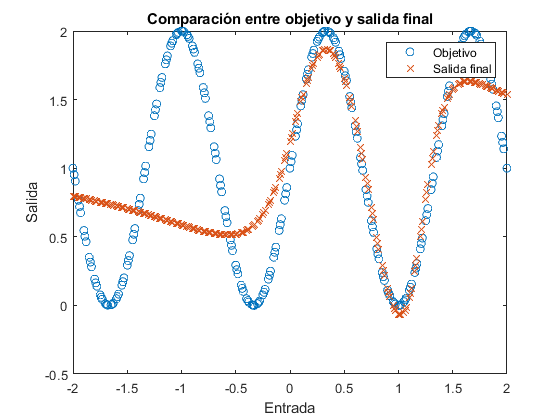 Comparación entre objetivo y salida final
2
1.5
1
0.5
0
-0.5
Salida
Objetivo
Salida final
-2 -1.5 -1 -0.5 0 0.5 1 1.5 2
Entrada